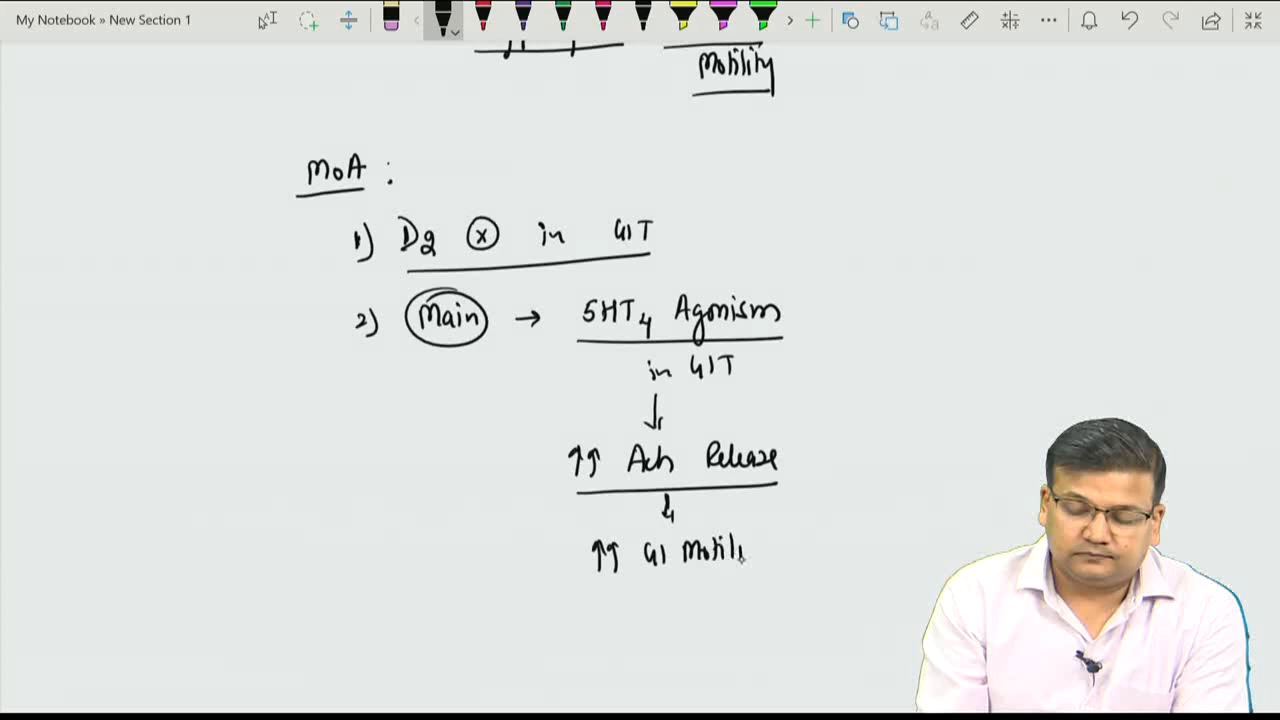 My Notebook » New Section 1
Motility
MOA :
1) D2 ⓧ in GIT
2) Main → 5HT4 Agonism
in GIT
↓
↑↑ Ach Release
↓
↑↑ GI Motili